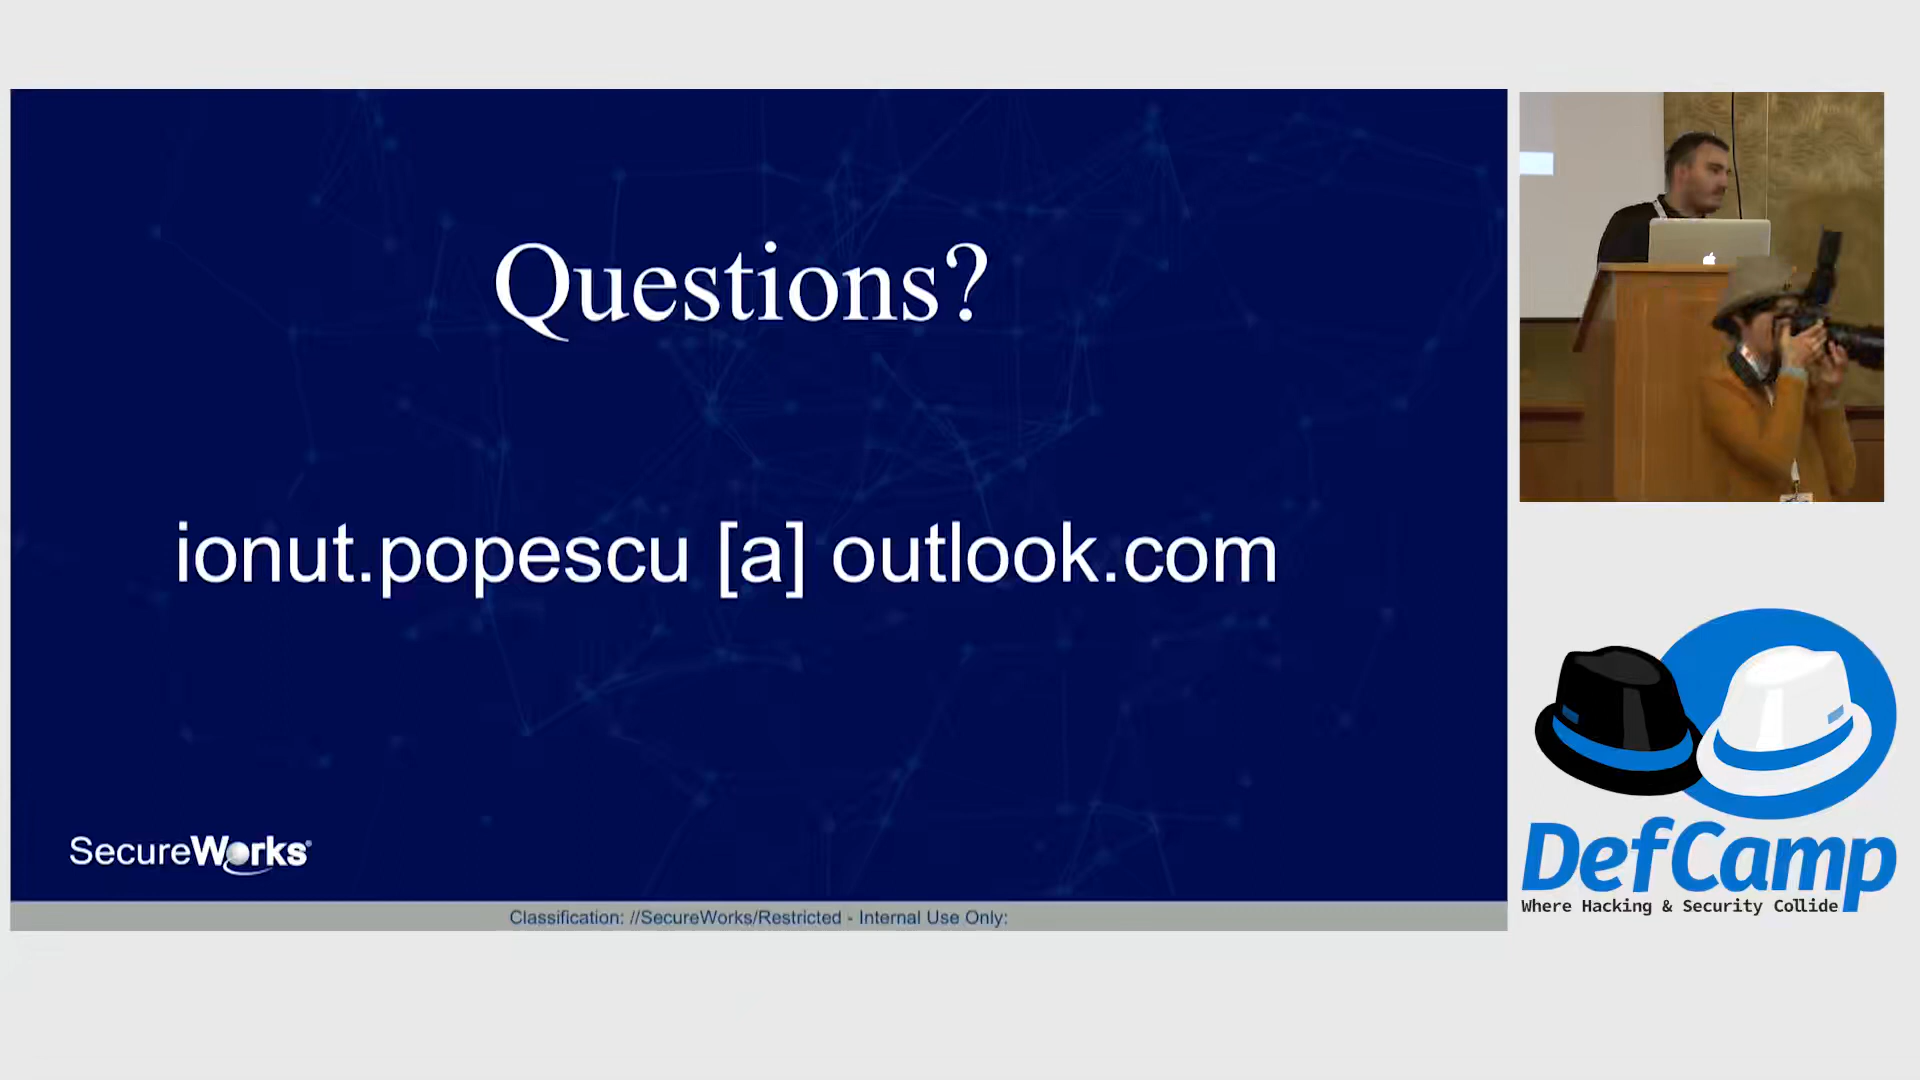 Questions?
ionut.popescu [a] outlook.com
SecureWorks®
Classification: //SecureWorks/Restricted - Internal Use Only:
DefCamp
Where Hacking & Security Collide